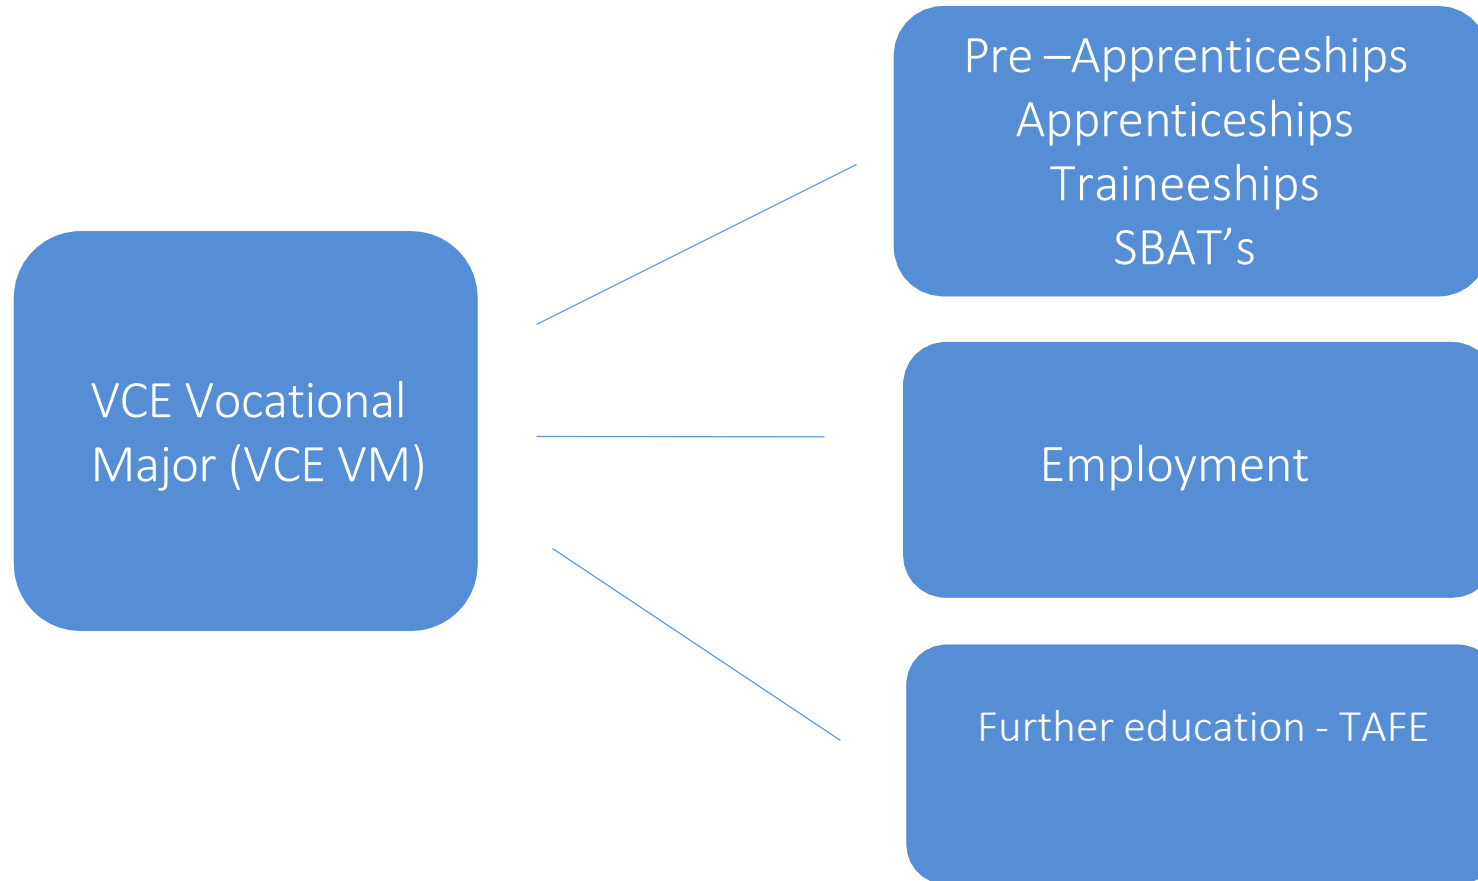 Pre –Apprenticeships
Apprenticeships
Traineeships
SBAT’s
VCE Vocational
Major (VCE VM)
Employment
Further education - TAFE